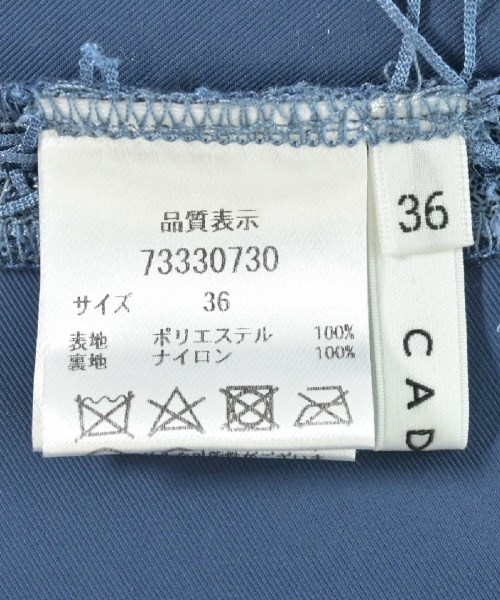 品質表示
73330730
サイズ 36
表地 ポリエステル 100%
裏地 ナイロン 100%
36
CAD